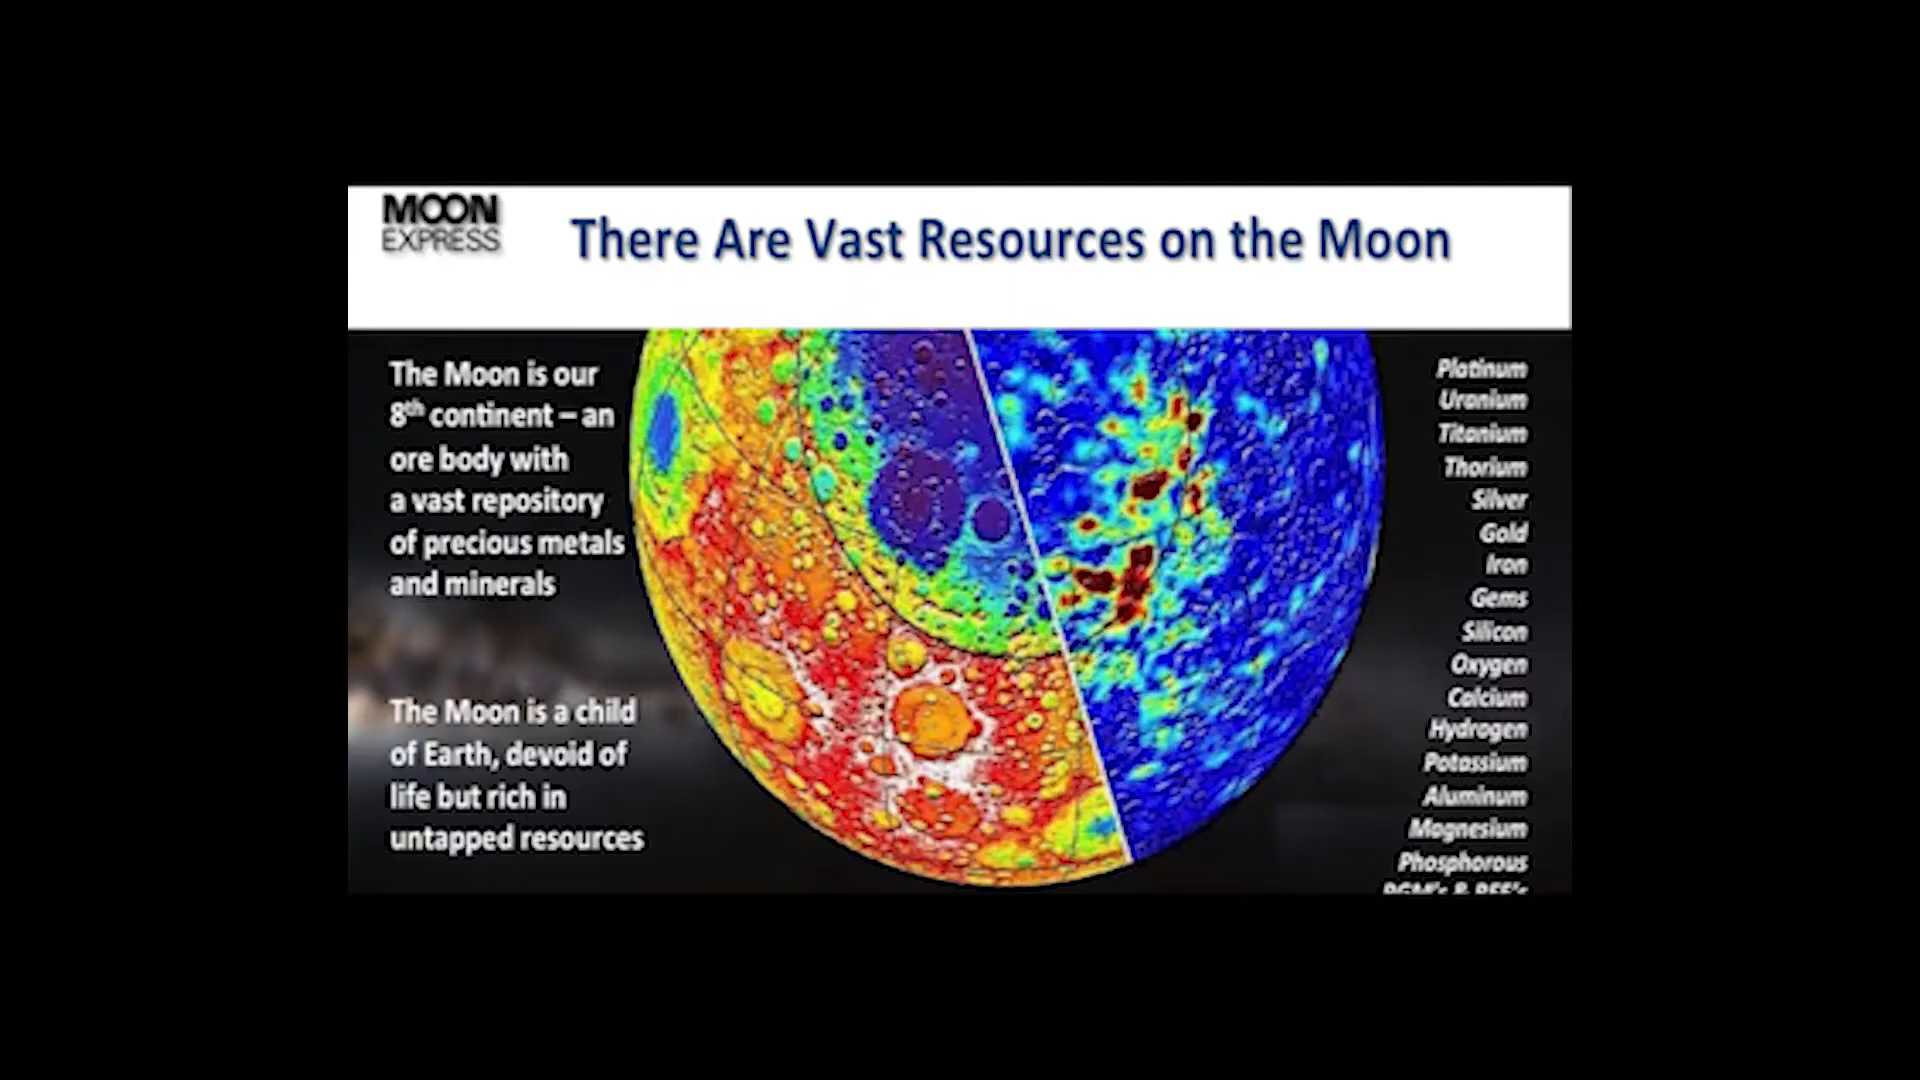 MOON
EXPRESS
There Are Vast Resources on the Moon
The Moon is our
8th continent – an
ore body with
a vast repository
of precious metals
and minerals
The Moon is a child
of Earth, devoid of
life but rich in
untapped resources
Platinum
Uranium
Titanium
Thorium
Silver
Gold
Iron
Gems
Silicon
Oxygen
Calcium
Hydrogen
Potassium
Aluminum
Magnesium
Phosphorous
PGM's & REE's